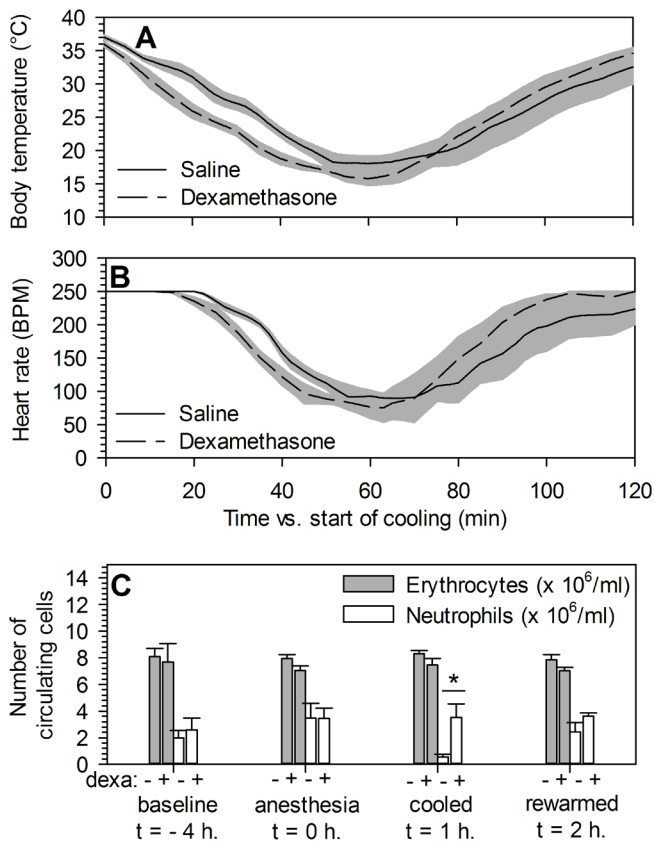 A
Body temperature (°C)
40
35
30
25
20
15
10
Saline
Dexamethasone
B
Heart rate (BPM)
300
250
200
150
100
50
0
Saline
Dexamethasone
0 20 40 60 80 100 120
Time vs. start of cooling (min)
C
Number of
circulating cells
14
12
10
8
6
4
2
0
Erythrocytes (x 10⁶/ml)
Neutrophils (x 10⁶/ml)
*
dexa: - + - + - + - + - + - + - + - +
baseline anesthesia cooled rewarmed
t = - 4 h. t = 0 h. t = 1 h. t = 2 h.